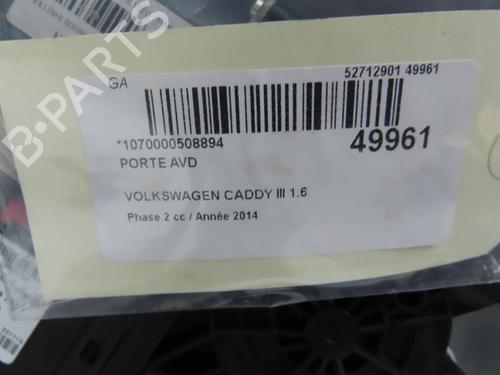 GA
52712901 49961
*1070000508894
49961
PORTE AVD
VOLKSWAGEN CADDY III 1.6
Phase 2 cc / Année 2014
B-PARTS